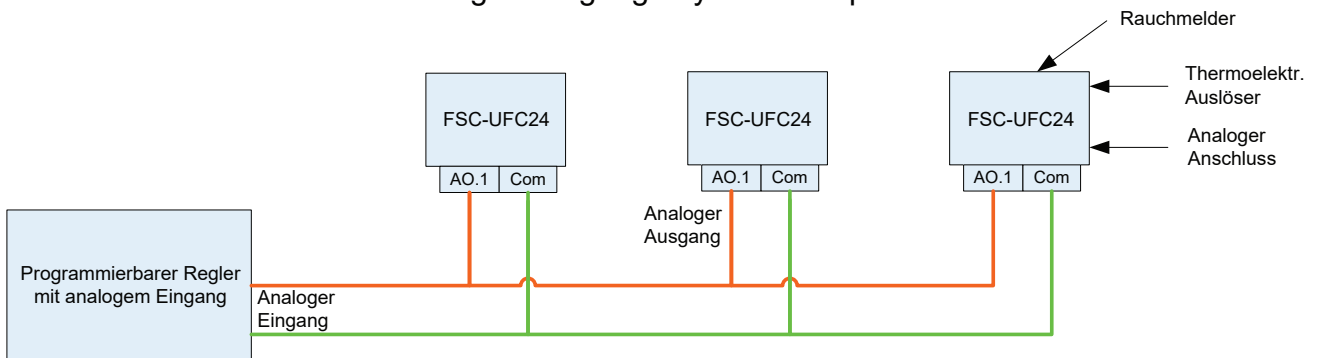 Rauchmelder
FSC-UFC24
FSC-UFC24
FSC-UFC24
Thermoelektr.
Auslöser
Analoger
Anschluss
AO.1 Com
AO.1 Com
AO.1 Com
Analoger
Ausgang
Programmierbarer Regler
mit analogem Eingang
Analoger
Eingang